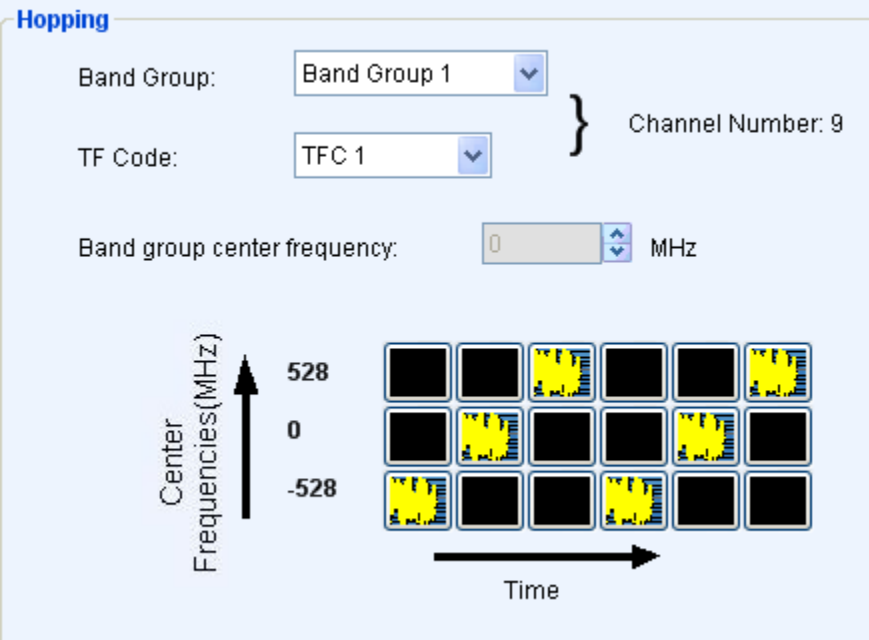 Hopping
Band Group: Band Group 1
Channel Number: 9
TF Code: TFC 1
Band group center frequency: 0 MHz
Center
Frequencies(MHz)
528
0
-528
Time